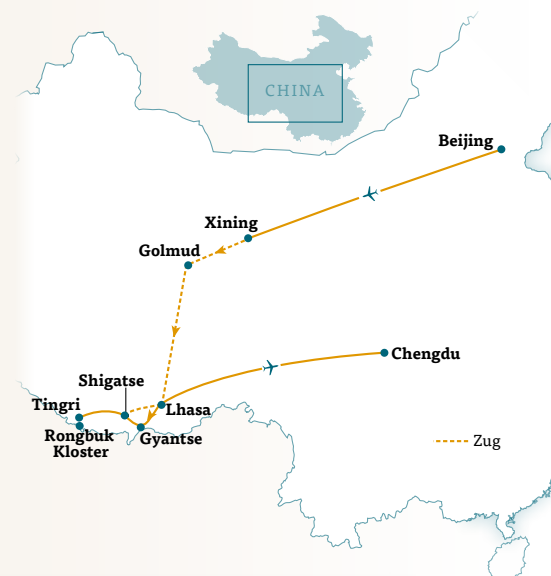 CHINA
Beijing
Xining
Golmud
Chengdu
Shigatse
Tingri
Lhasa
Rongbuk
Kloster
Gyantse
Zug